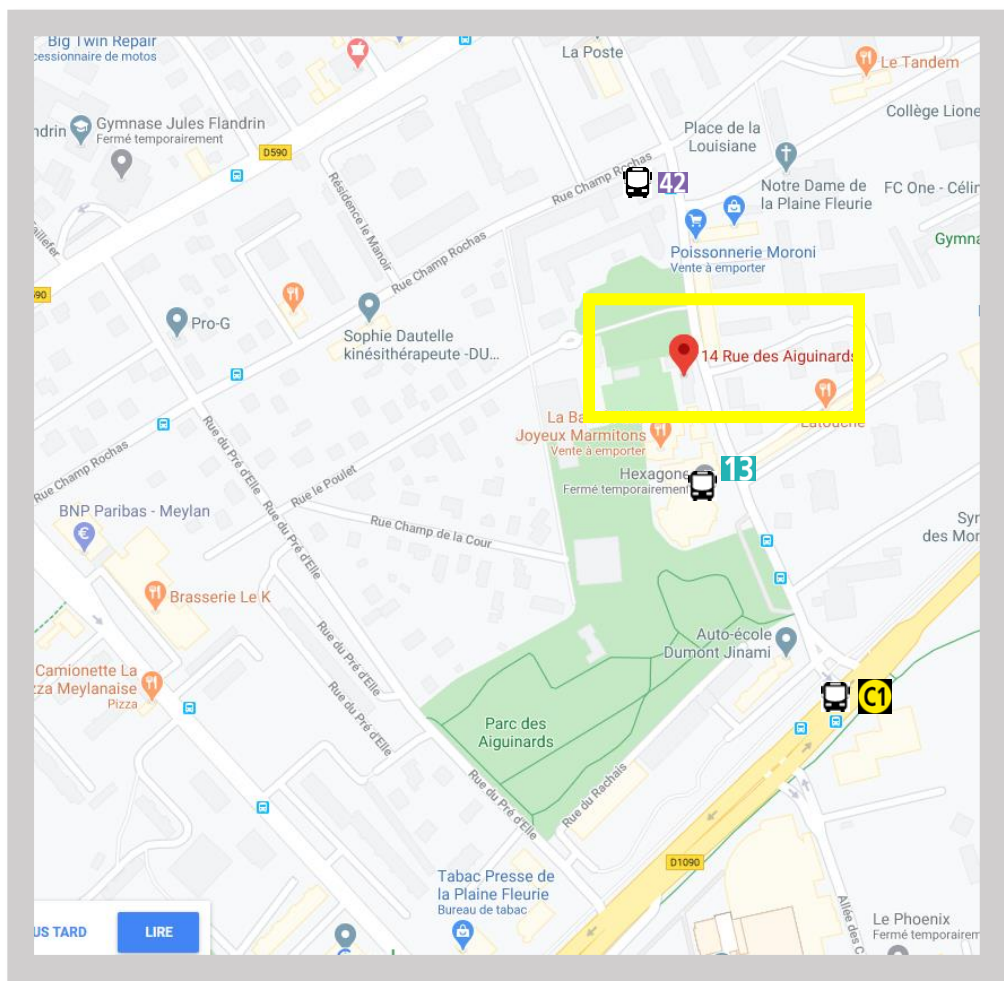 Big Twin Repair
cessionnaire de motos
La Poste
Le Tandem
Collège Lione
ndrin
Gymnase Jules Flandrin
Fermé temporairement
D590
Place de la
Louisiane
Rue Champ Rochas
42
Notre Dame de
la Plaine Fleurie
FC One - Célin
Résidence le Manoir
aillefer
Rue Champ Rochas
Poissonnerie Moroni
Vente à emporter
Gymna
90
Pro-G
Sophie Dautelle
kinésithérapeute -DU...
14 Rue des Aiguinards
La Ba
Joyeux Marmitons
Vente à emporter
Latouche
Rue du Pré d'Elle
Rue Champ Rochas
Rue le Poulet
Hexagone
Fermé temporairement
13
BNP Paribas - Meylan
Rue du Pré d'Elle
Rue Champ de la Cour
Syr
des Mon
Brasserie Le K
Rue du Pré d'Elle
Auto-école
Dumont Jinami
Camionette La
zza Meylanaise
Pizza
Rue du Pré d'Elle
C1
Parc des
Aiguinards
Rue du Pré d'Elle
Rue du Rachais
D1090
Tabac Presse de
la Plaine Fleurie
Bureau de tabac
Allée des C
Le Phoenix
Fermé temporairem
US TARD
LIRE